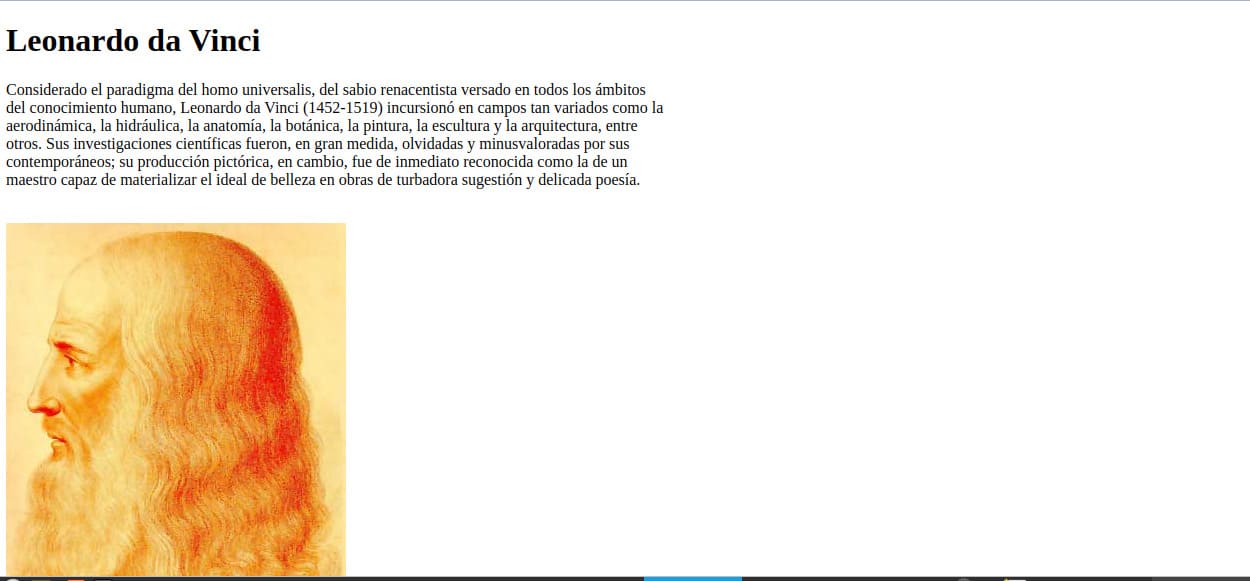 Leonardo da Vinci
Considerado el paradigma del homo universalis, del sabio renacentista versado en todos los ámbitos
del conocimiento humano, Leonardo da Vinci (1452-1519) incursionó en campos tan variados como la
aerodinámica, la hidráulica, la anatomía, la botánica, la pintura, la escultura y la arquitectura, entre
otros. Sus investigaciones científicas fueron, en gran medida, olvidadas y minusvaloradas por sus
contemporáneos; su producción pictórica, en cambio, fue de inmediato reconocida como la de un
maestro capaz de materializar el ideal de belleza en obras de turbadora sugestión y delicada poesía.